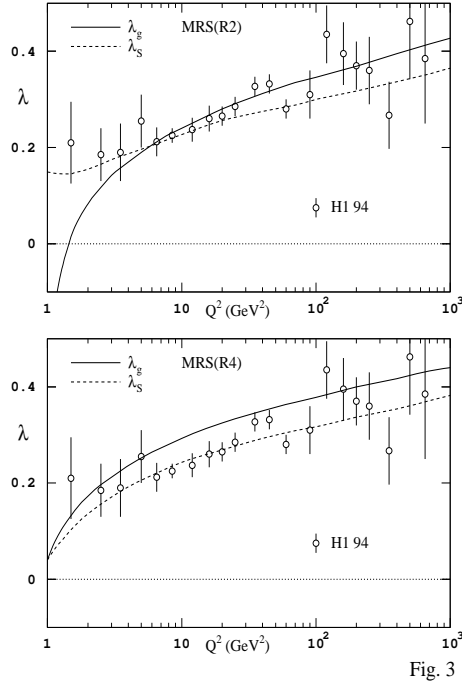 λg MRS(R2)
λS
0.4
λ
0.2
H1 94
0
1 10 10² 10³
Q² (GeV²)
λg MRS(R4)
λS
0.4
λ
0.2
H1 94
0
1 10 10² 10³
Q² (GeV²)
Fig. 3